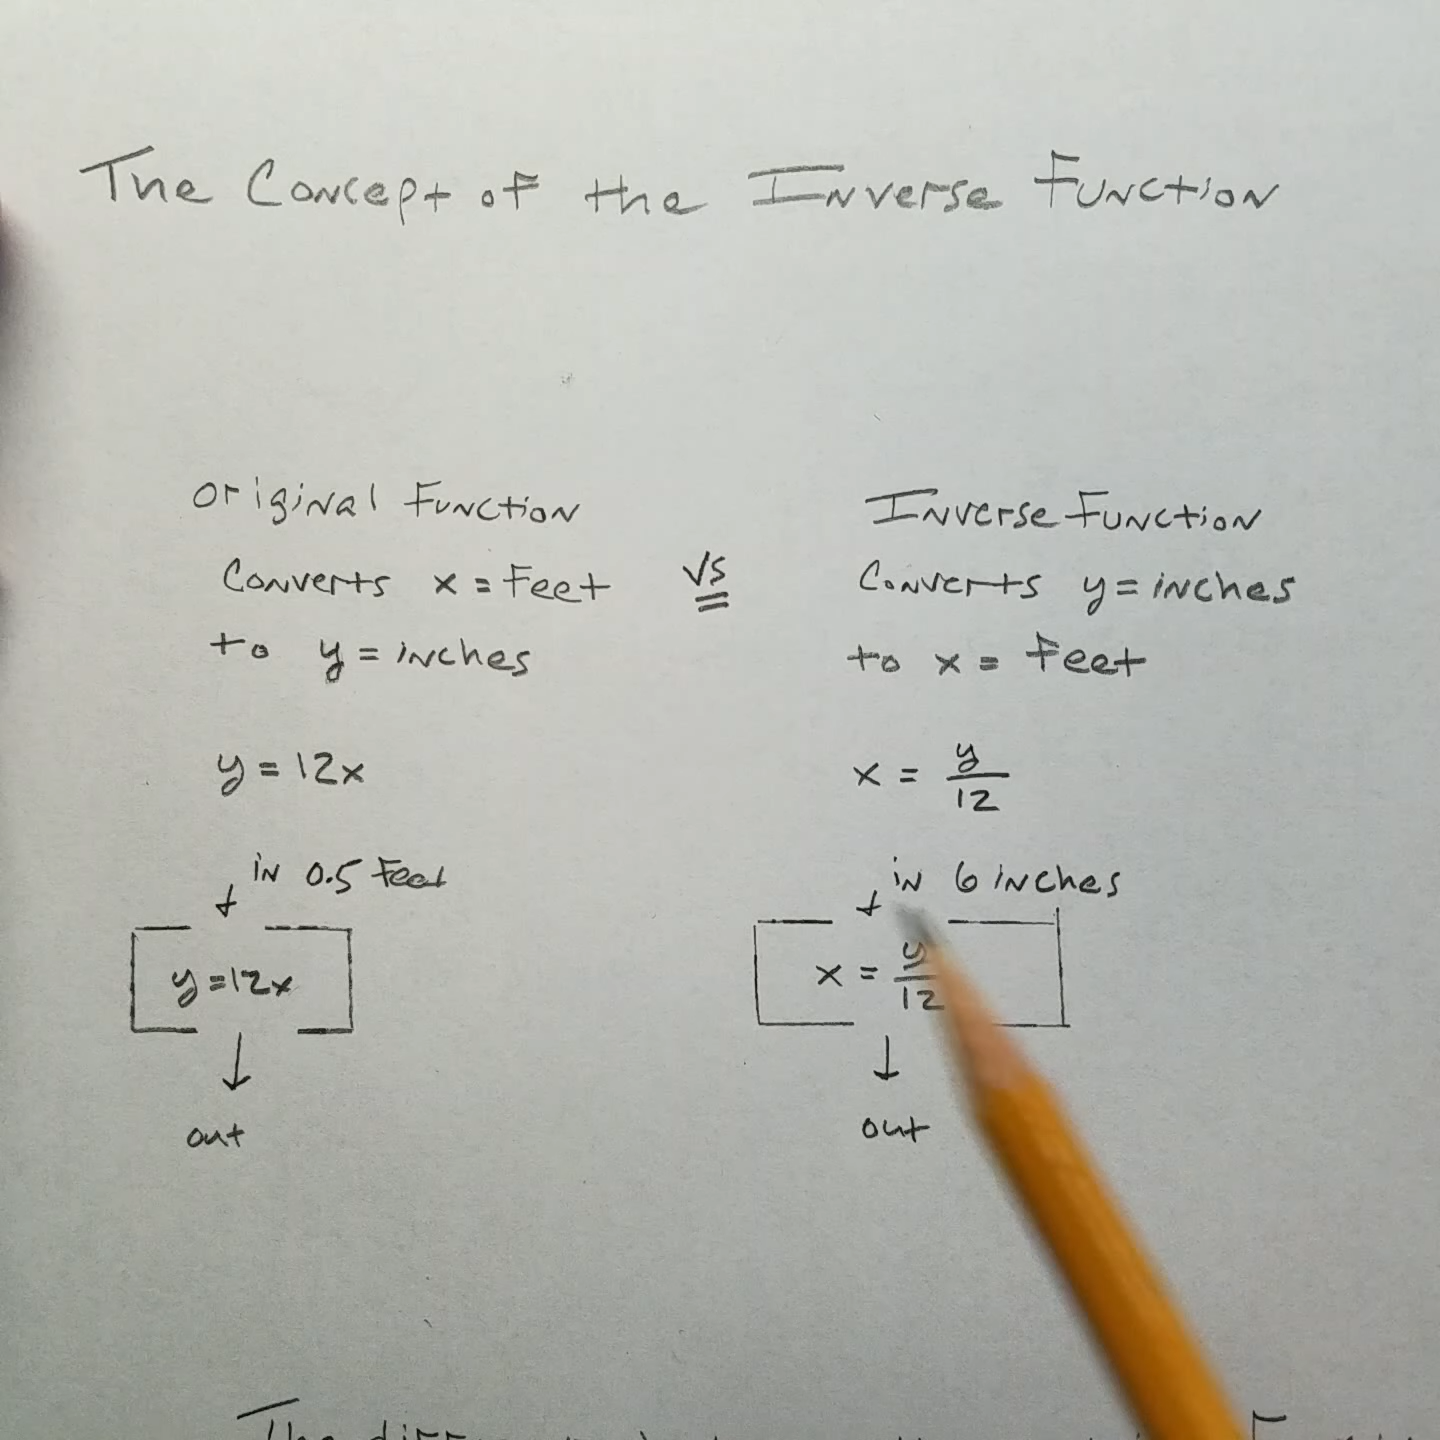 The Concept of the Inverse Function
Original Function
Converts x = Feet
to y = inches
y = 12x
in 0.5 Feet
y = 12x
out
VS
Inverse Function
Converts y = inches
to x = Feet
x = y/12
in 6 inches
x = y/12
out
The